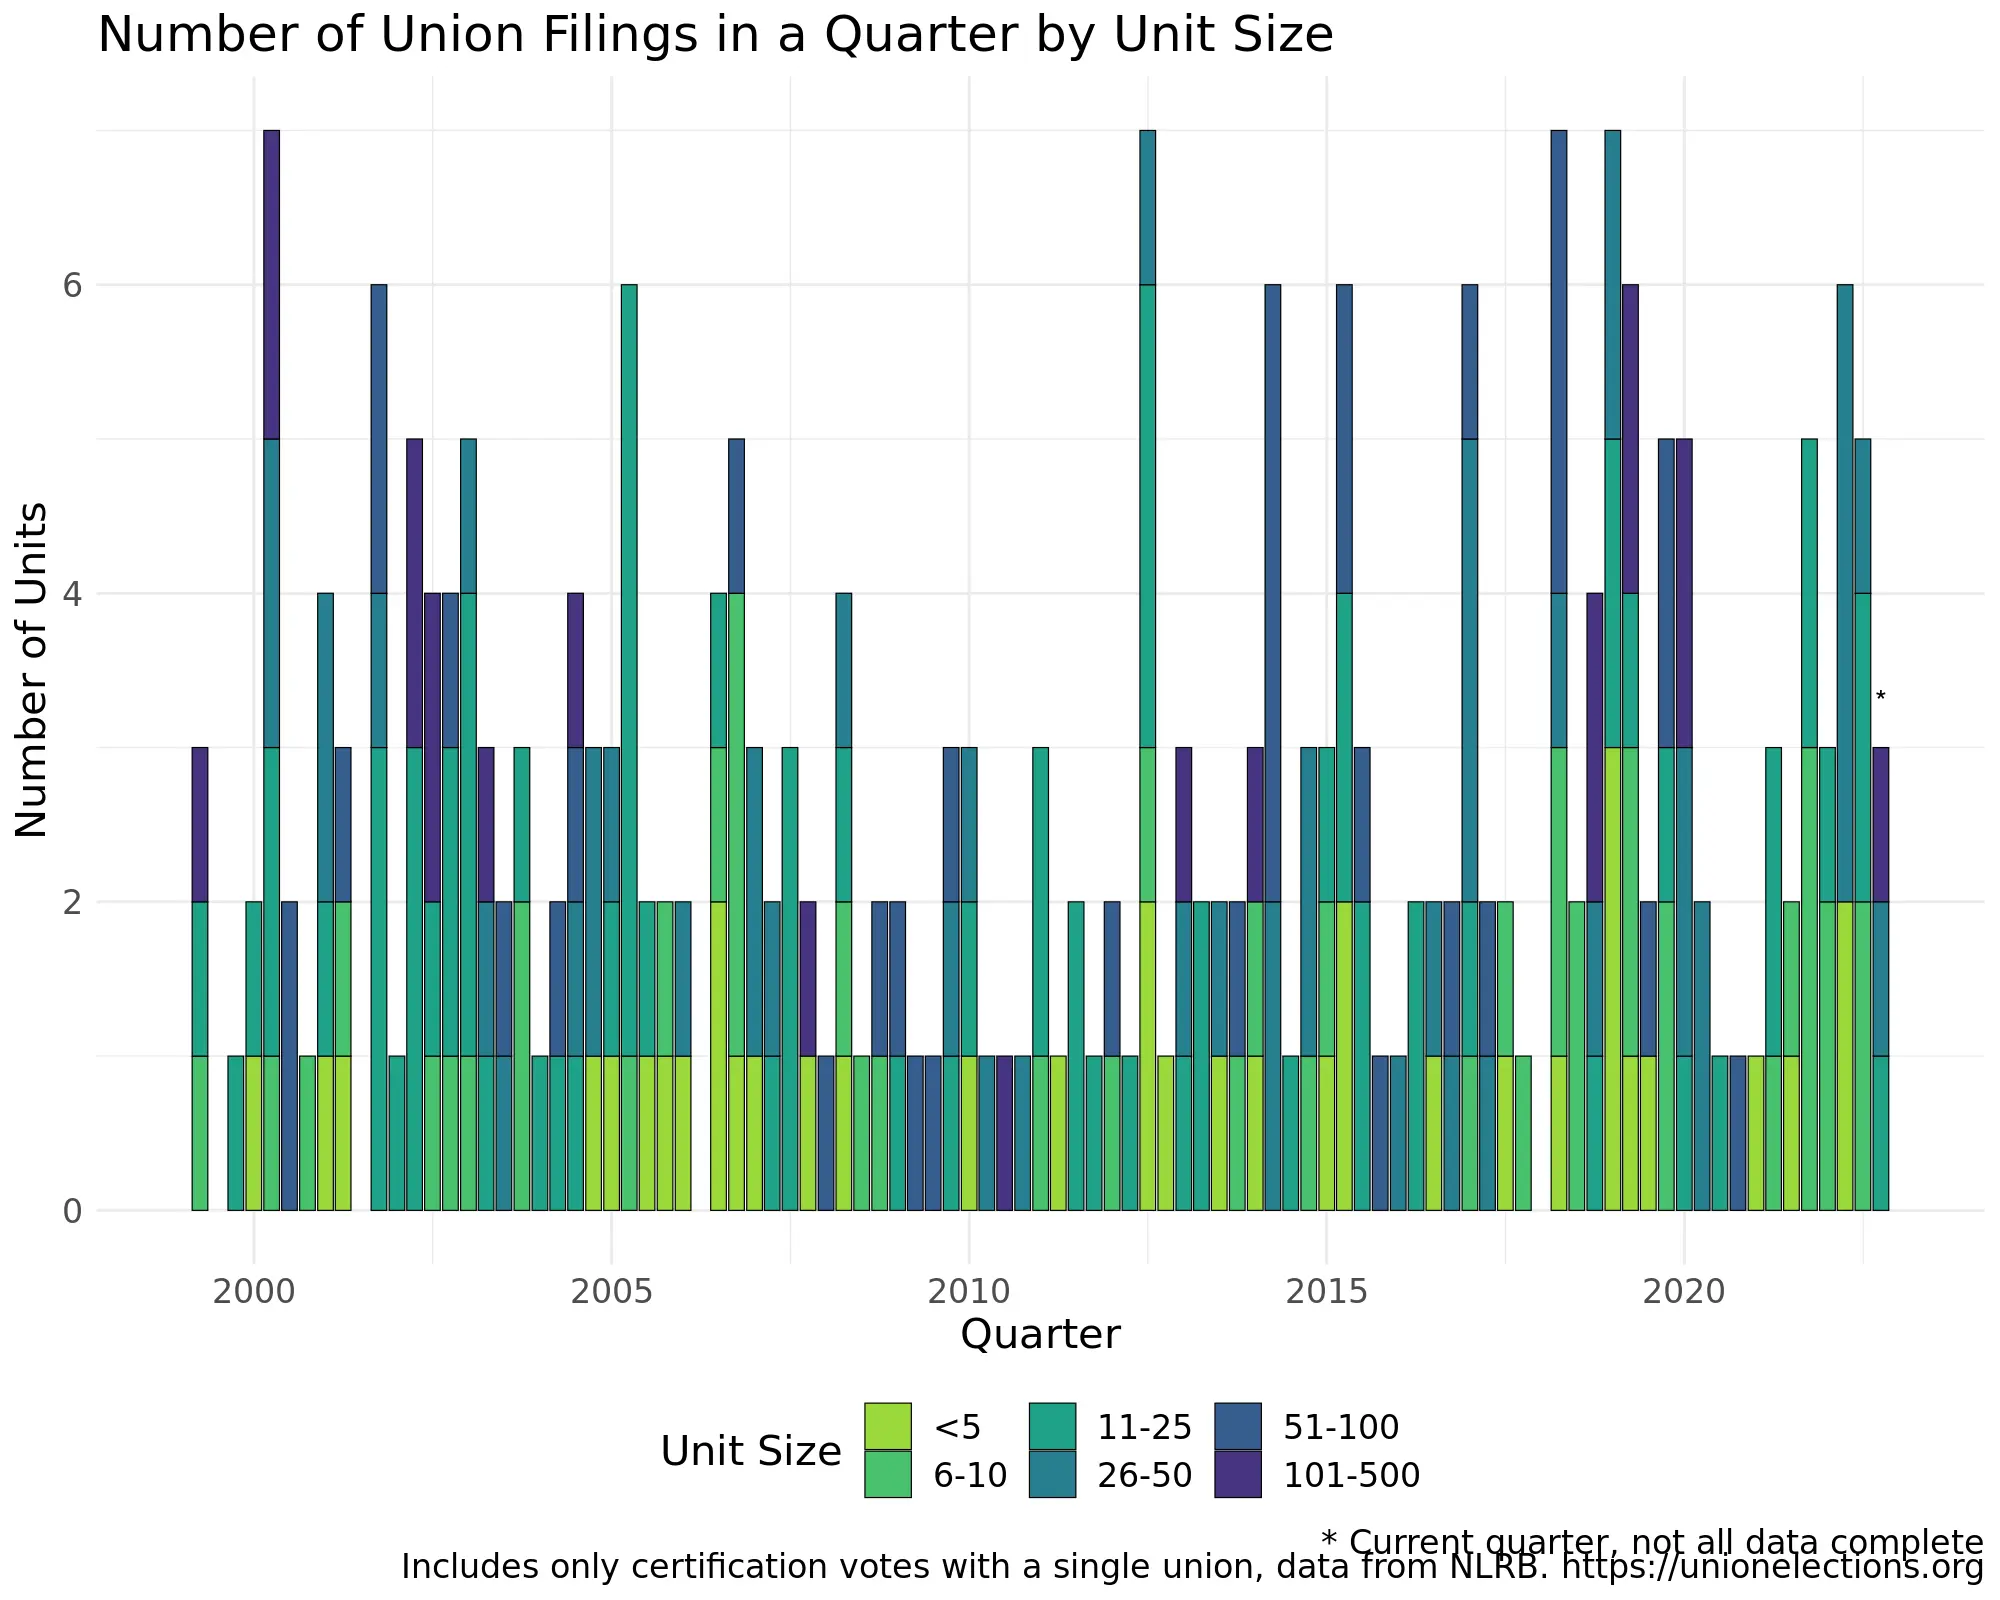 Number of Union Filings in a Quarter by Unit Size
Number of Units
6
4
2
0
*
2000 2005 2010 2015 2020
Quarter
Unit Size
<5 11-25 51-100
6-10 26-50 101-500
* Current quarter, not all data complete
Includes only certification votes with a single union, data from NLRB. https://unionelections.org